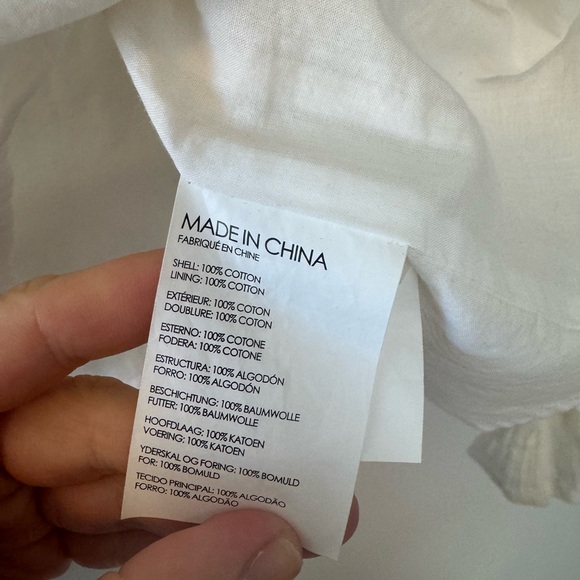 MADE IN CHINA
FABRIQUÉ EN CHINE
SHELL: 100% COTTON
LINING: 100% COTTON
EXTÉRIEUR: 100% COTON
DOUBLURE: 100% COTON
ESTERNO: 100% COTONE
FODERA: 100% COTONE
ESTRUCTURA: 100% ALGODÓN
FORRO: 100% ALGODÓN
BESCHICHTUNG: 100% BAUMWOLLE
FUTTER: 100% BAUMWOLLE
HOOFDLAAG: 100% KATOEN
VOERING: 100% KATOEN
YDERSKAL OG FORING: 100% BOMULD
FOR: 100% BOMULD
TECIDO PRINCIPAL: 100% ALGODÃO
FORRO: 100% ALGODÃO